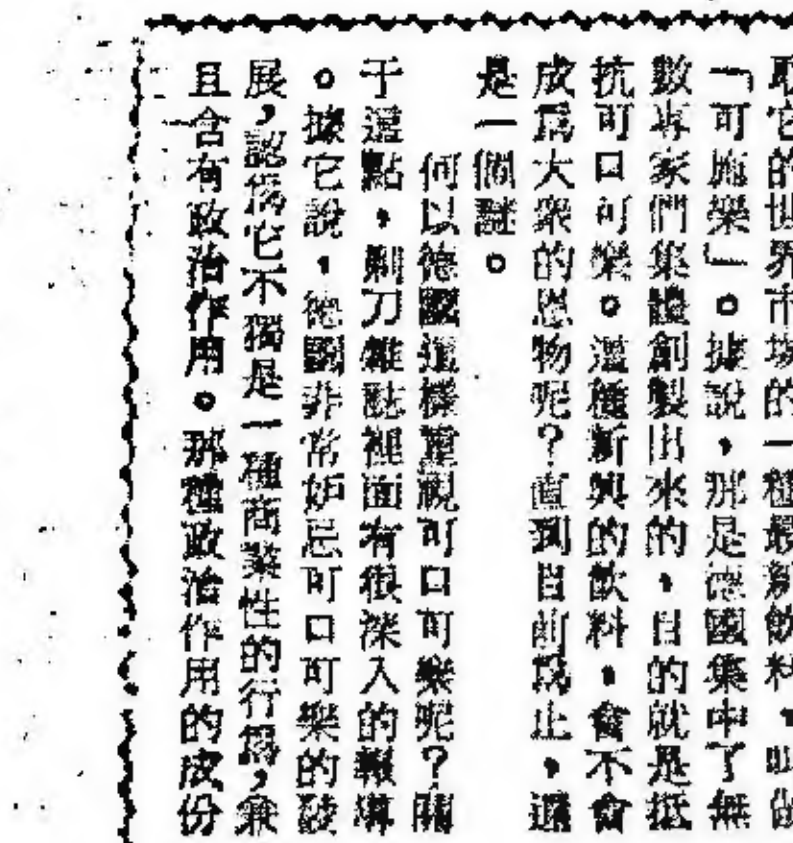 取它的世界市場的一種最新飲料，叫做
「可施樂」。據說，那是德國集中了無
數專家們集體創製出來的，目的就是抵
抗可口可樂。這種新興的飲料，會不會
成爲大衆的恩物呢？直到目前爲止，還
是一個謎。
何以德國這樣重視可口可樂呢？關
于這點，剃刀雜誌裡面有很深入的報導
。據它說，德國非常妒忌可口可樂的發
展，認爲它不獨是一種商業性的行爲，兼
且含有政治作用。那種政治作用的成份